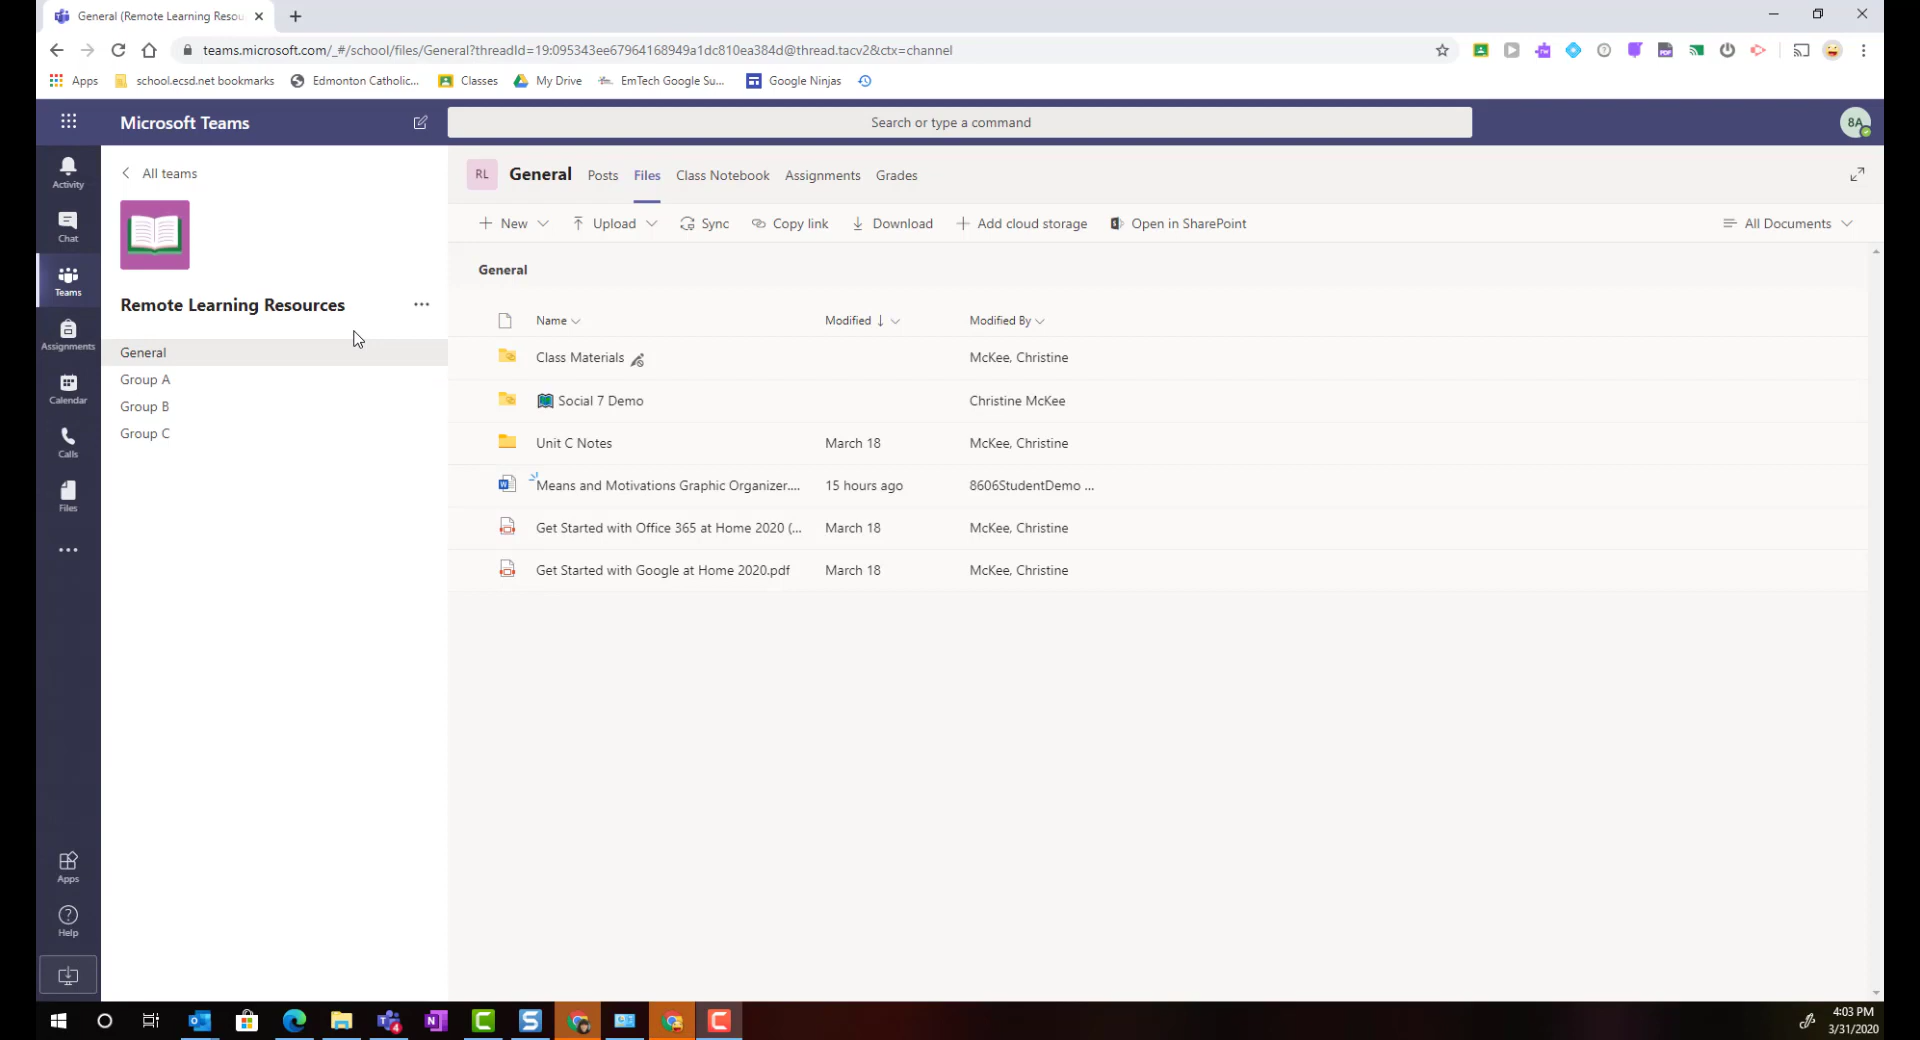 General (Remote Learning Resou
teams.microsoft.com/_#/school/files/General?threadId=19:095343ee67964168949a1dc810ea384d@thread.tacv2&ctx=channel
Apps school.ecsd.net bookmarks Edmonton Catholic... Classes My Drive EmTech Google Su... Google Ninjas
Microsoft Teams
Search or type a command
8A
Activity
Chat
Teams
Assignments
Calendar
Calls
Files
Apps
Help
All teams
Remote Learning Resources
General
Group A
Group B
Group C
RL General Posts Files Class Notebook Assignments Grades
New Upload Sync Copy link Download Add cloud storage Open in SharePoint All Documents
General
Name Modified Modified By
Class Materials McKee, Christine
Social 7 Demo Christine McKee
Unit C Notes March 18 McKee, Christine
Means and Motivations Graphic Organizer.... 15 hours ago 8606StudentDemo ...
Get Started with Office 365 at Home 2020 (... March 18 McKee, Christine
Get Started with Google at Home 2020.pdf March 18 McKee, Christine
4:03 PM
3/31/2020